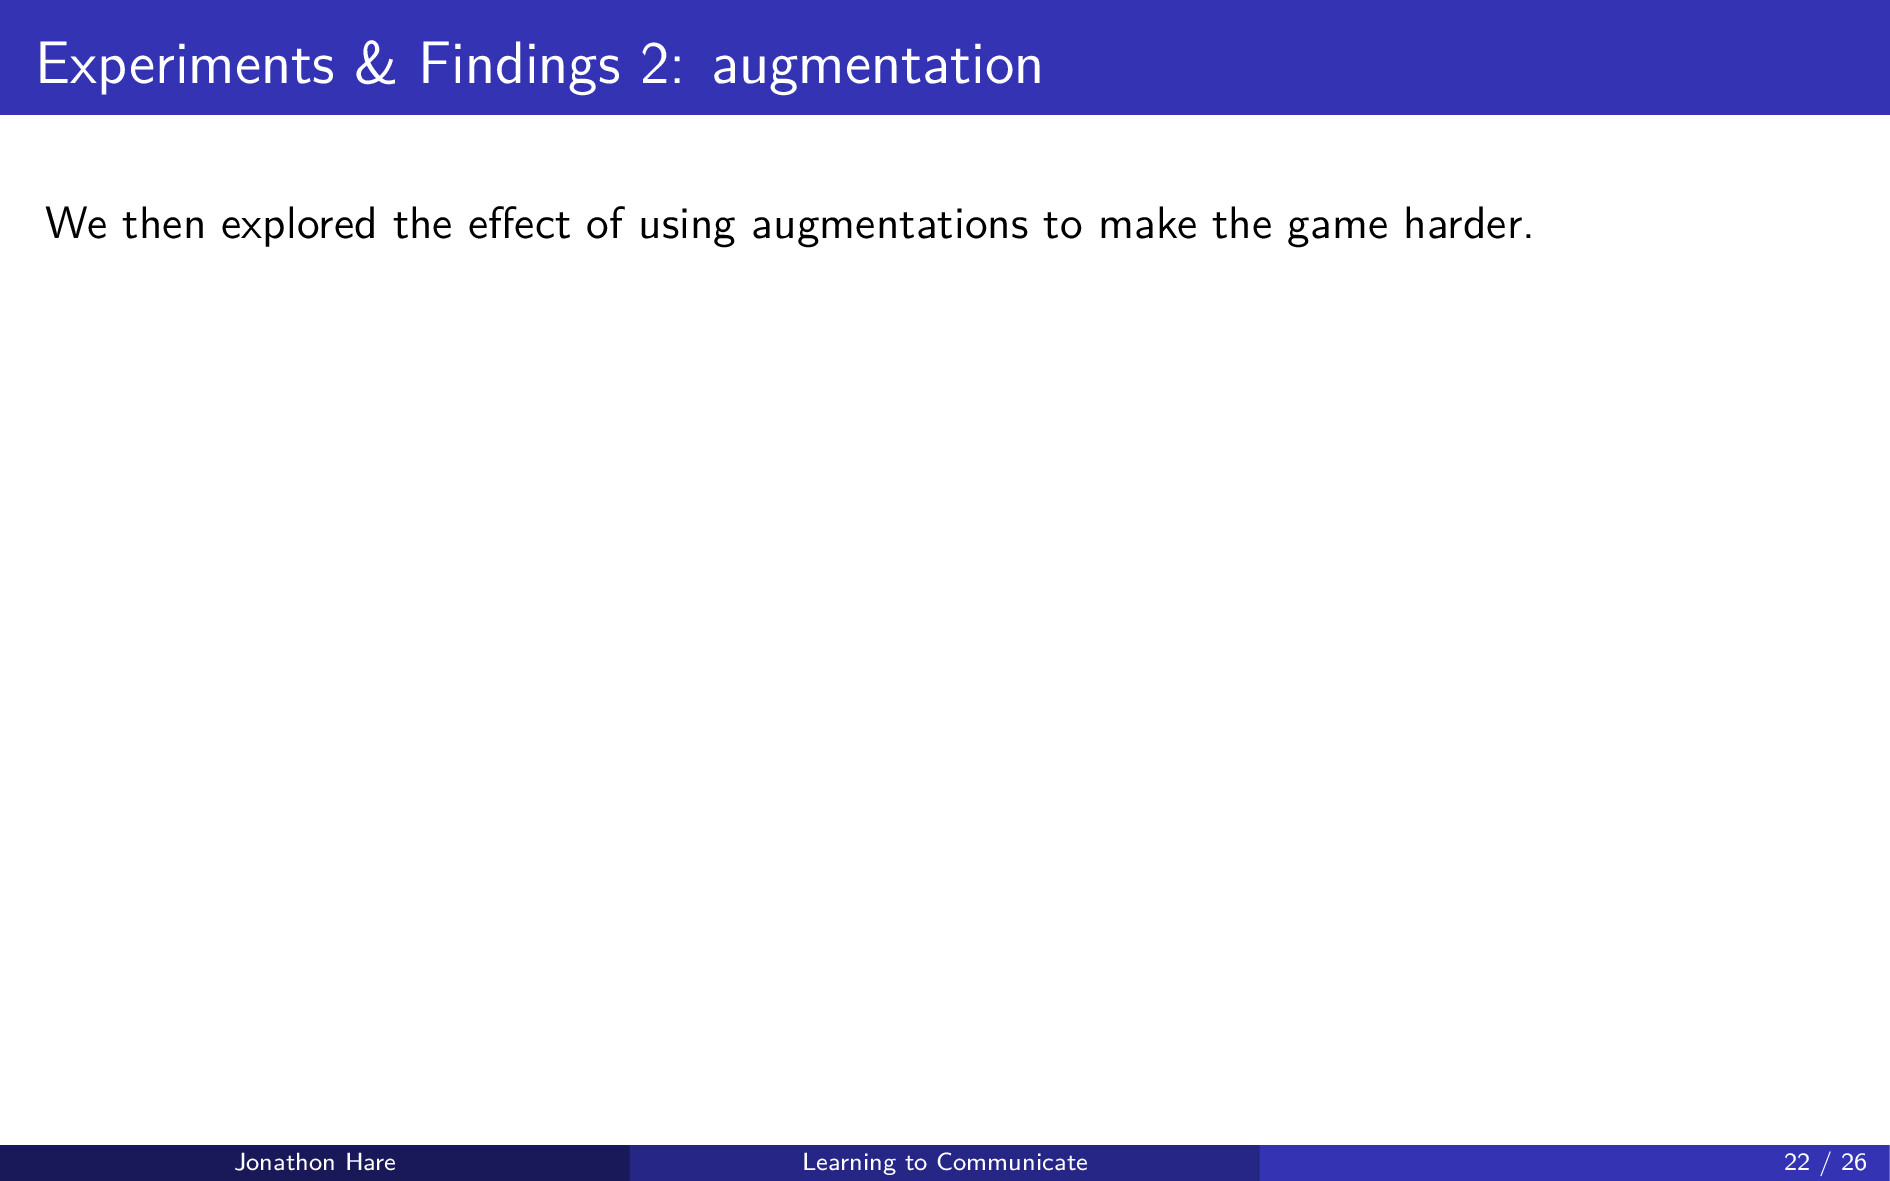 Experiments & Findings 2: augmentation
We then explored the effect of using augmentations to make the game harder.
Jonathon Hare
Learning to Communicate
22 / 26